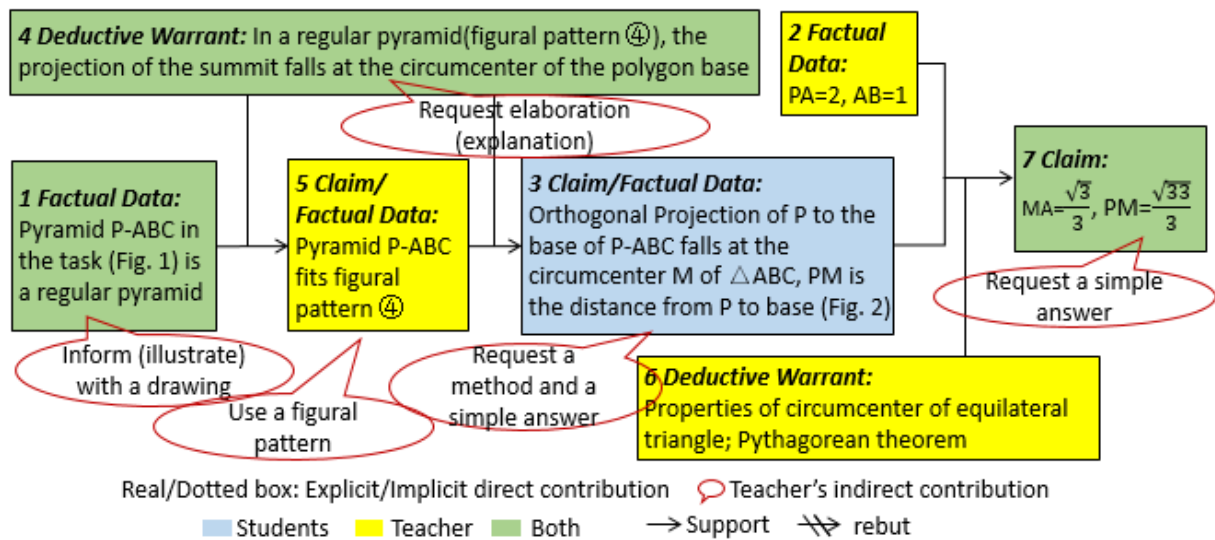 4 Deductive Warrant: In a regular pyramid(figural pattern ④), the
projection of the summit falls at the circumcenter of the polygon base
2 Factual
Data:
PA=2, AB=1
Request elaboration
(explanation)
1 Factual Data:
Pyramid P-ABC in
the task (Fig. 1) is
a regular pyramid
5 Claim/
Factual Data:
Pyramid P-ABC
fits figural
pattern ④
3 Claim/Factual Data:
Orthogonal Projection of P to the
base of P-ABC falls at the
circumcenter M of △ABC, PM is
the distance from P to base (Fig. 2)
7 Claim:
MA=√3/3, PM=√33/3
Request a simple
answer
Inform (illustrate)
with a drawing
Use a figural
pattern
Request a
method and a
simple answer
6 Deductive Warrant:
Properties of circumcenter of equilateral
triangle; Pythagorean theorem
Real/Dotted box: Explicit/Implicit direct contribution Teacher's indirect contribution
Students Teacher Both Support rebut